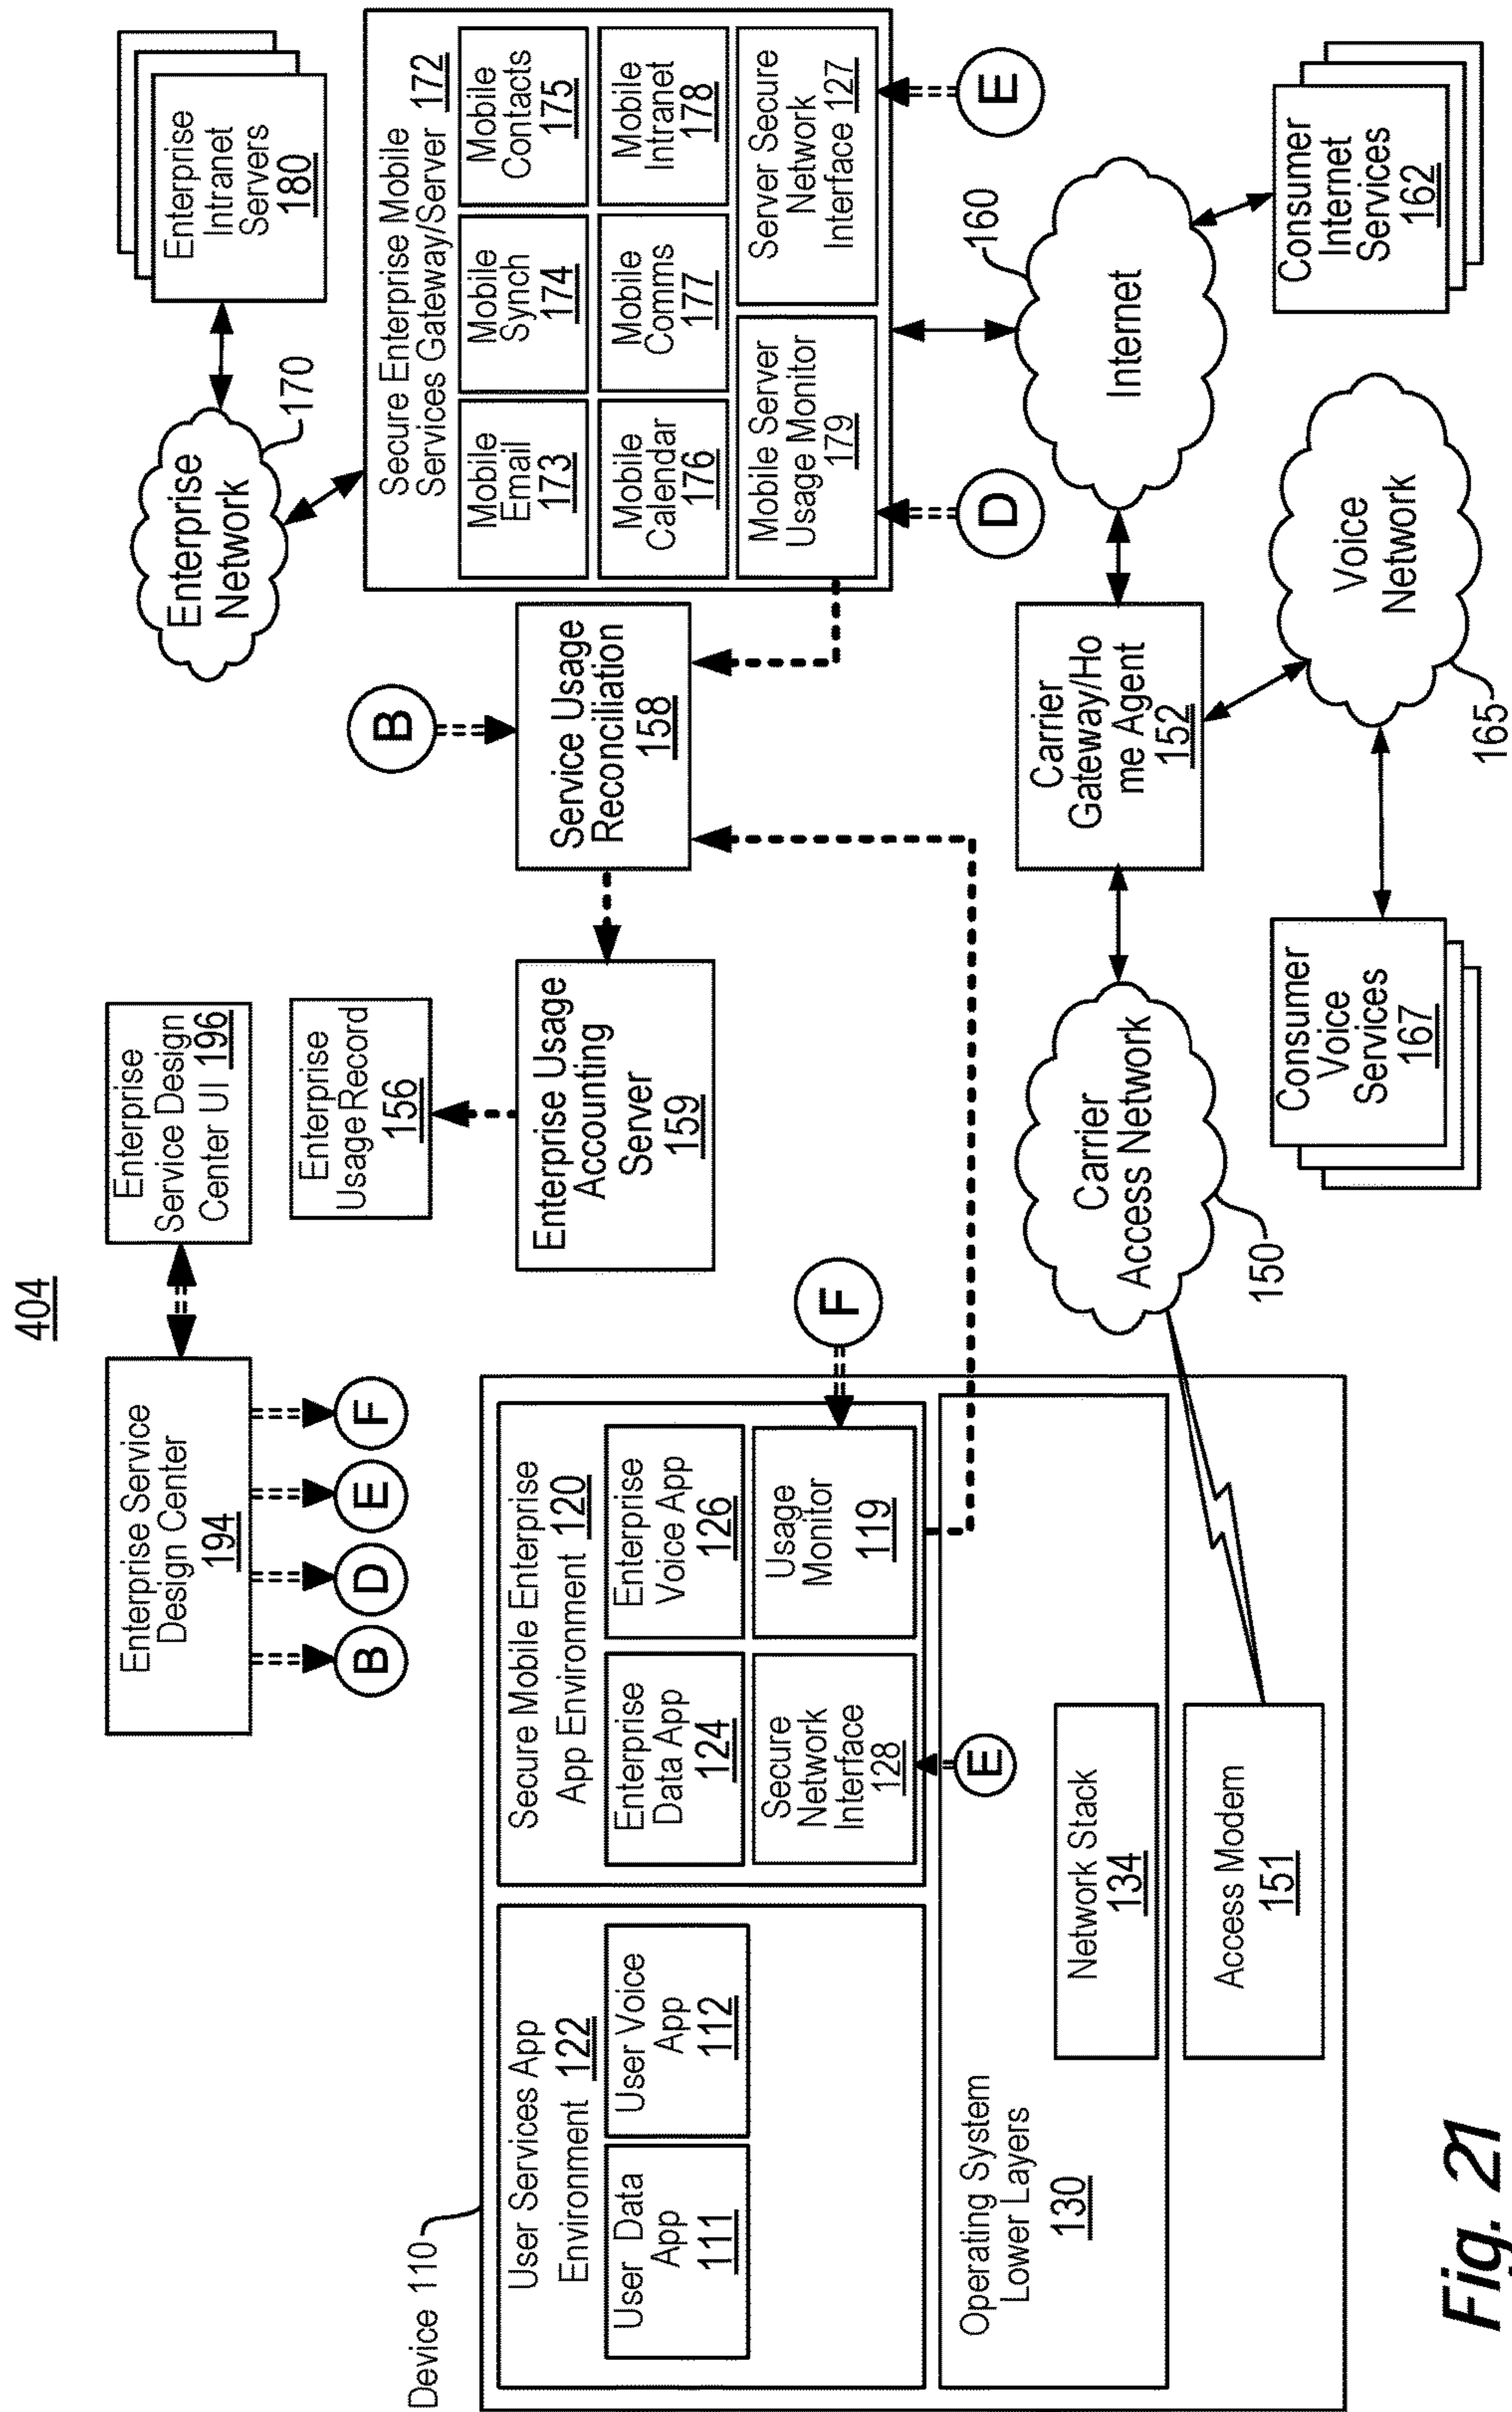 404
Enterprise Service
Design Center
194
Enterprise
Service Design
Center UI 196
B
D
E
F
Enterprise
Usage Record
156
Enterprise Usage
Accounting
Server
159
B
Service Usage
Reconciliation
158
Enterprise
Network
170
Enterprise
Intranet
Servers
180
Secure Enterprise Mobile
Services Gateway/Server 172
Mobile
Email
173
Mobile
Synch
174
Mobile
Contacts
175
Mobile
Calendar
176
Mobile
Comms
177
Mobile
Intranet
178
Mobile Server
Usage Monitor
179
Server Secure
Network
Interface 127
D
E
Device 110
User Services App
Environment 122
User Data
App
111
User Voice
App
112
Secure Mobile Enterprise
App Environment 120
Enterprise
Data App
124
Enterprise
Voice App
126
Secure
Network
Interface
128
Usage
Monitor
119
F
E
Operating System
Lower Layers
130
Network Stack
134
Access Modem
151
Carrier
Access Network
150
Carrier
Gateway/Ho
me Agent
152
Internet
160
Consumer
Voice
Services
167
Voice
Network
165
Consumer
Internet
Services
162
Fig. 21